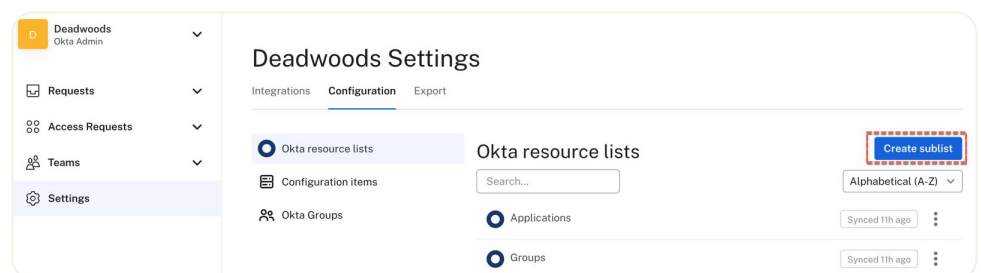 D
Deadwoods
Okta Admin
Requests
Access Requests
Teams
Settings
Deadwoods Settings
Integrations Configuration Export
Okta resource lists
Configuration items
Okta Groups
Okta resource lists
Create sublist
Search...
Alphabetical (A-Z)
Applications
Synced 11h ago
Groups
Synced 11h ago